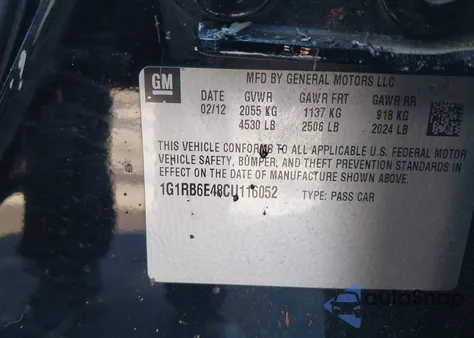 GM
MFD BY GENERAL MOTORS LLC
DATE GVWR GAWR FRT GAWR RR
02/12 2055 KG 1137 KG 918 KG
4530 LB 2506 LB 2024 LB
THIS VEHICLE CONFORMS TO ALL APPLICABLE U.S. FEDERAL MOTOR
VEHICLE SAFETY, BUMPER, AND THEFT PREVENTION STANDARDS IN
EFFECT ON THE DATE OF MANUFACTURE SHOWN ABOVE.
1G1RB6E48CU116052 TYPE: PASS CAR
autoSnap